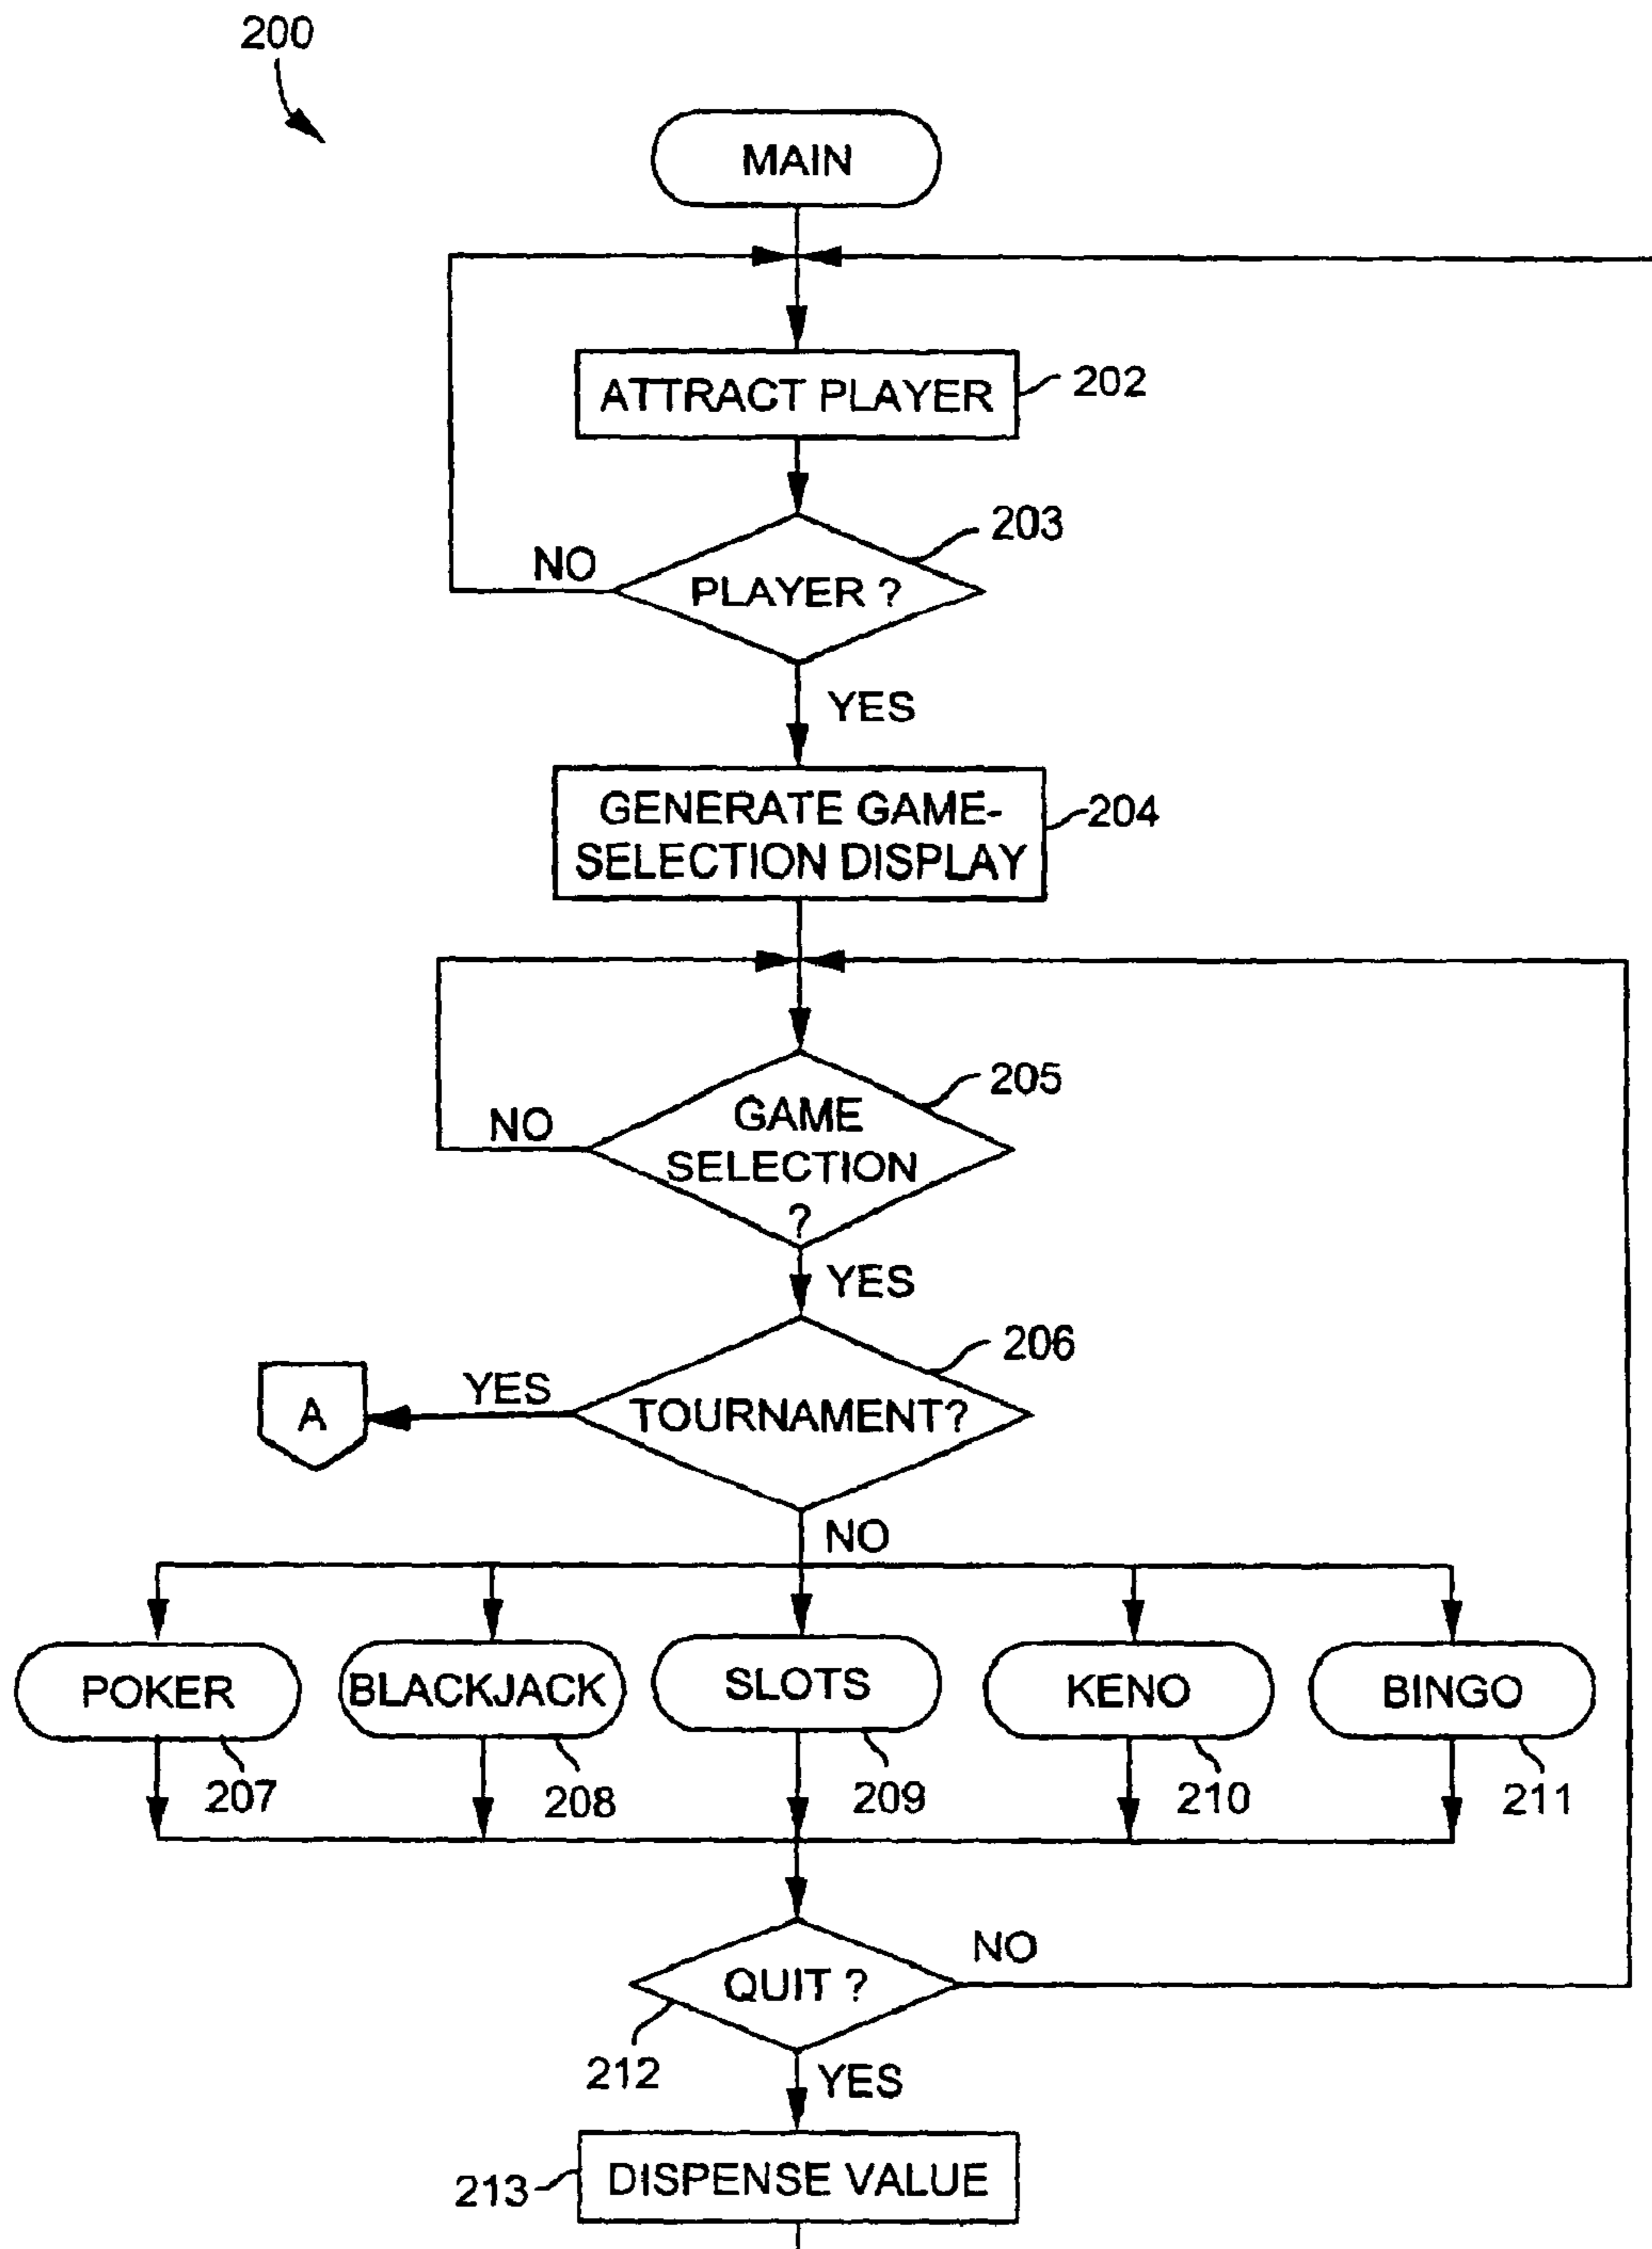 200
MAIN
ATTRACT PLAYER
202
203
NO
PLAYER ?
YES
GENERATE GAME-
SELECTION DISPLAY
204
205
NO
GAME
SELECTION
?
YES
206
A
YES
TOURNAMENT?
NO
POKER
BLACKJACK
SLOTS
KENO
BINGO
207
208
209
210
211
QUIT ?
NO
212
YES
213
DISPENSE VALUE